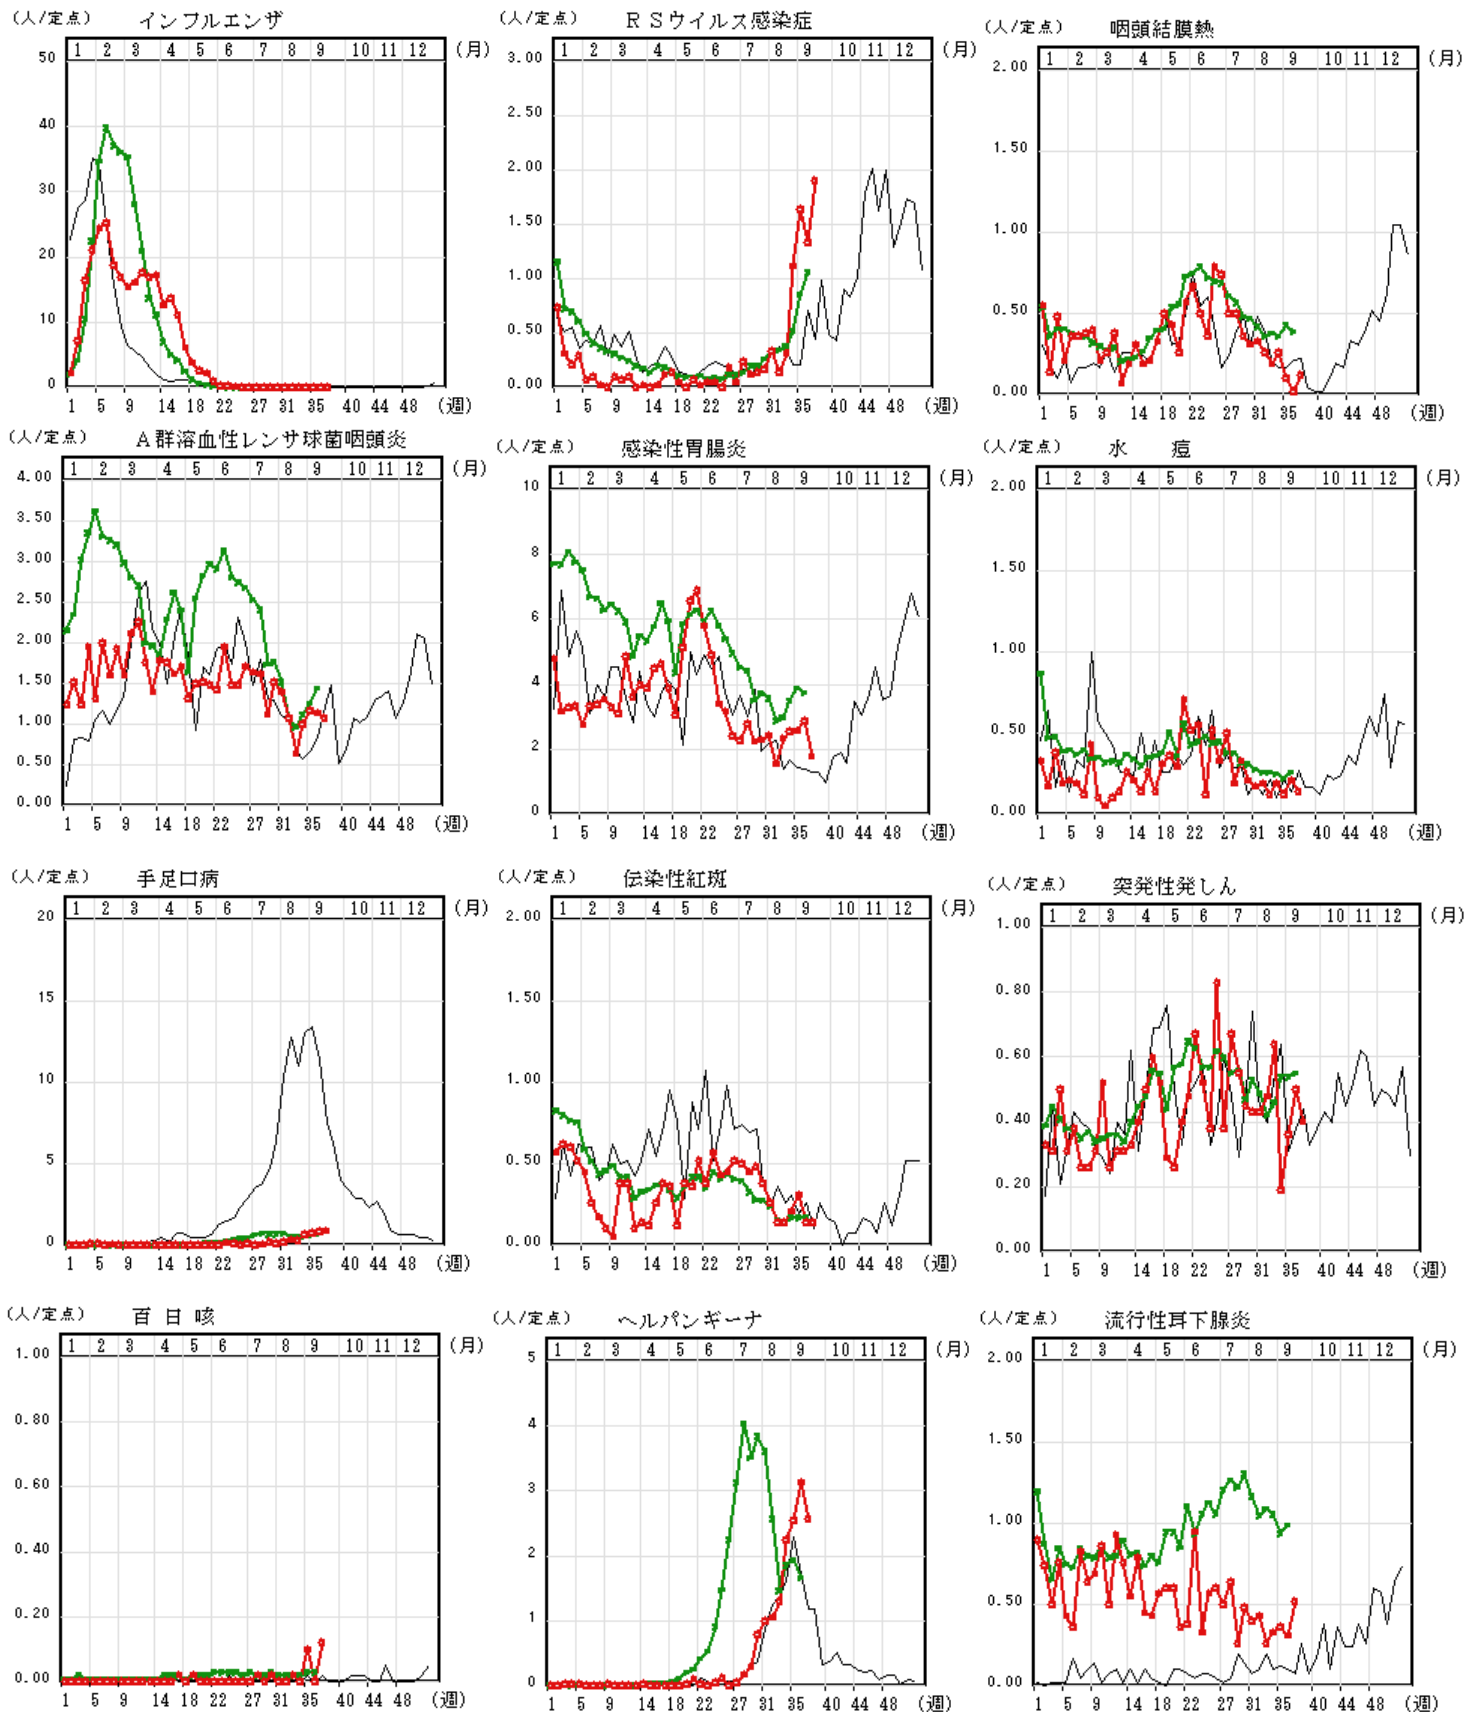 (人/定点) インフルエンザ
1 2 3 4 5 6 7 8 9 10 11 12 (月)
50
40
30
20
10
0
1 5 9 14 18 22 27 31 35 40 44 48 (週)
(人/定点) ＲＳウイルス感染症
1 2 3 4 5 6 7 8 9 10 11 12 (月)
3.00
2.50
2.00
1.50
1.00
0.50
0.00
1 5 9 14 18 22 27 31 35 40 44 48 (週)
(人/定点) 咽頭結膜熱
1 2 3 4 5 6 7 8 9 10 11 12 (月)
2.00
1.50
1.00
0.50
0.00
1 5 9 14 18 22 27 31 35 40 44 48 (週)
(人/定点) Ａ群溶血性レンサ球菌咽頭炎
1 2 3 4 5 6 7 8 9 10 11 12 (月)
4.00
3.50
3.00
2.50
2.00
1.50
1.00
0.50
0.00
1 5 9 14 18 22 27 31 35 40 44 48 (週)
(人/定点) 感染性胃腸炎
1 2 3 4 5 6 7 8 9 10 11 12 (月)
10
8
6
4
2
0
1 5 9 14 18 22 27 31 35 40 44 48 (週)
(人/定点) 水 痘
1 2 3 4 5 6 7 8 9 10 11 12 (月)
2.00
1.50
1.00
0.50
0.00
1 5 9 14 18 22 27 31 35 40 44 48 (週)
(人/定点) 手足口病
1 2 3 4 5 6 7 8 9 10 11 12 (月)
20
15
10
5
0
1 5 9 14 18 22 27 31 35 40 44 48 (週)
(人/定点) 伝染性紅斑
1 2 3 4 5 6 7 8 9 10 11 12 (月)
2.00
1.50
1.00
0.50
0.00
1 5 9 14 18 22 27 31 35 40 44 48 (週)
(人/定点) 突発性発しん
1 2 3 4 5 6 7 8 9 10 11 12 (月)
1.00
0.80
0.60
0.40
0.20
0.00
1 5 9 14 18 22 27 31 35 40 44 48 (週)
(人/定点) 百 日 咳
1 2 3 4 5 6 7 8 9 10 11 12 (月)
1.00
0.80
0.60
0.40
0.20
0.00
1 5 9 14 18 22 27 31 35 40 44 48 (週)
(人/定点) ヘルパンギーナ
1 2 3 4 5 6 7 8 9 10 11 12 (月)
5
4
3
2
1
0
1 5 9 14 18 22 27 31 35 40 44 48 (週)
(人/定点) 流行性耳下腺炎
1 2 3 4 5 6 7 8 9 10 11 12 (月)
2.00
1.50
1.00
0.50
0.00
1 5 9 14 18 22 27 31 35 40 44 48 (週)